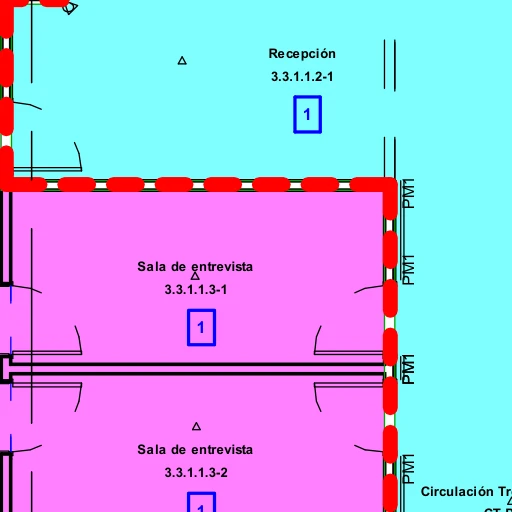 Recepción
3.3.1.1.2-1
1
PM1
Sala de entrevista
3.3.1.1.3-1
PM1
1
PM1
Sala de entrevista
3.3.1.1.3-2
PM1
Circulación
1